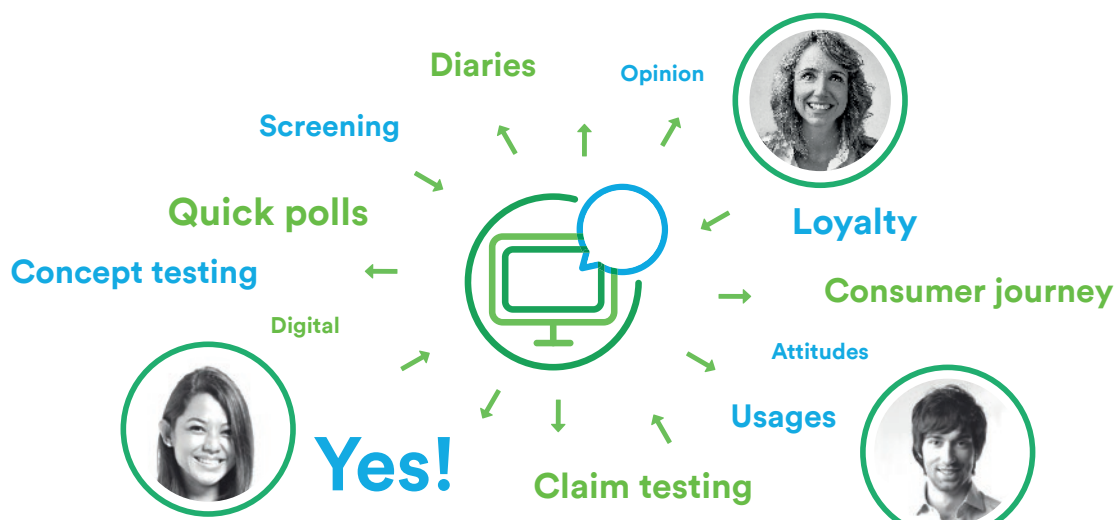 Diaries
Opinion
Screening
Quick polls
Loyalty
Concept testing
Consumer journey
Digital
Attitudes
Usages
Yes!
Claim testing